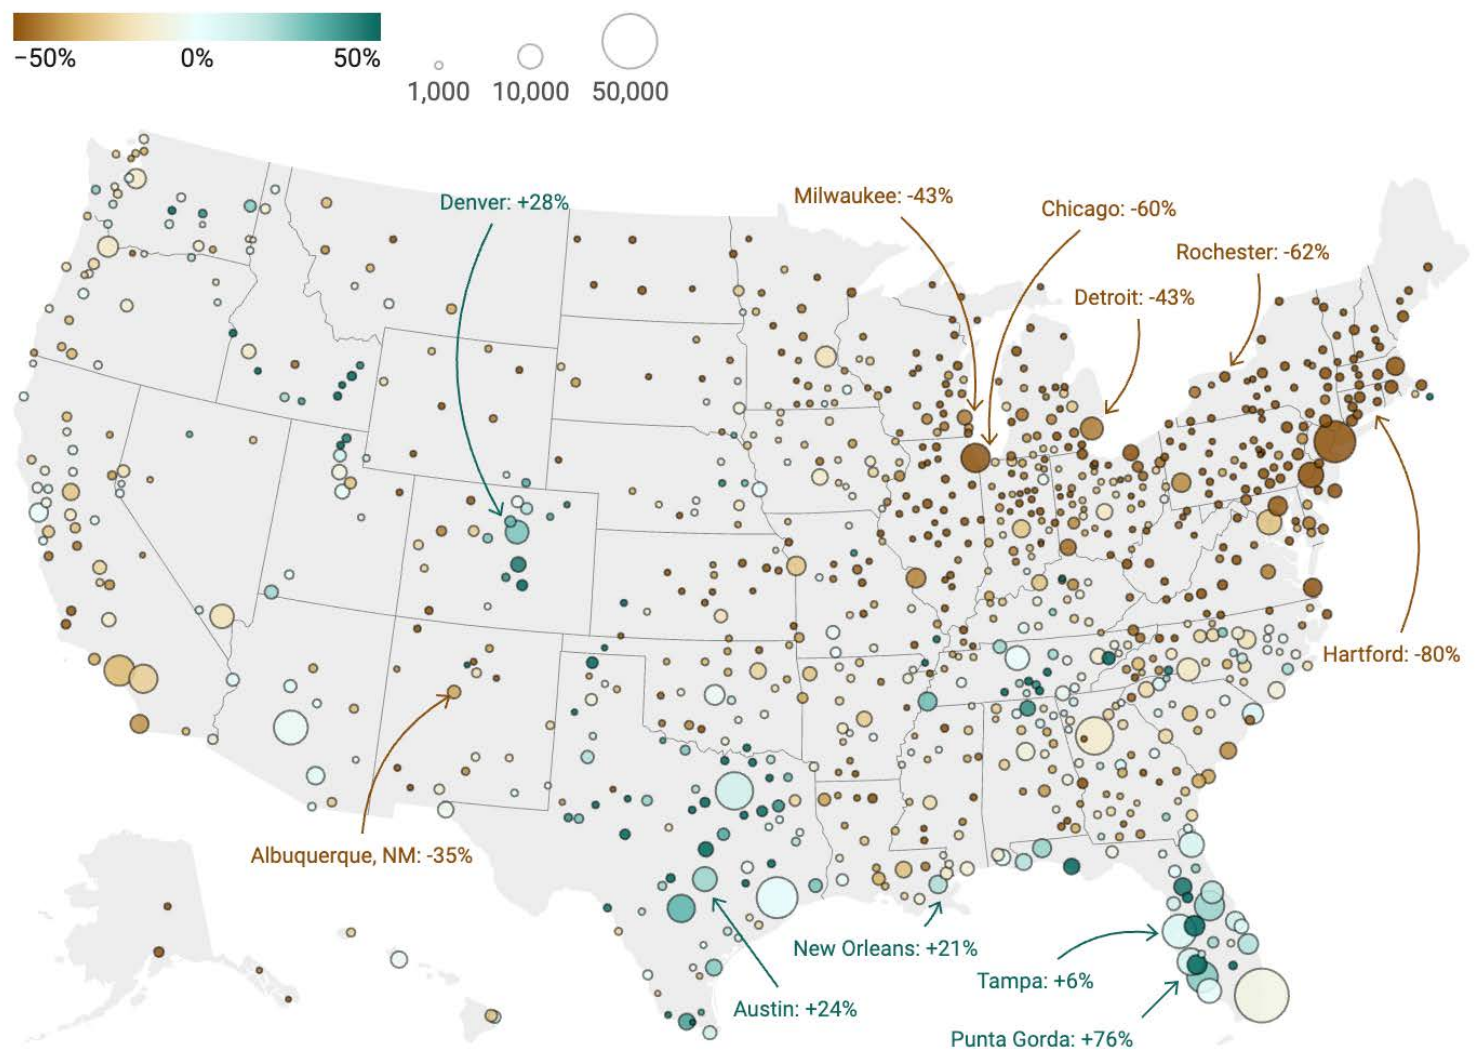 −50%
0%
50%
1,000
10,000
50,000
Denver: +28%
Milwaukee: -43%
Chicago: -60%
Rochester: -62%
Detroit: -43%
Hartford: -80%
Albuquerque, NM: -35%
New Orleans: +21%
Tampa: +6%
Austin: +24%
Punta Gorda: +76%